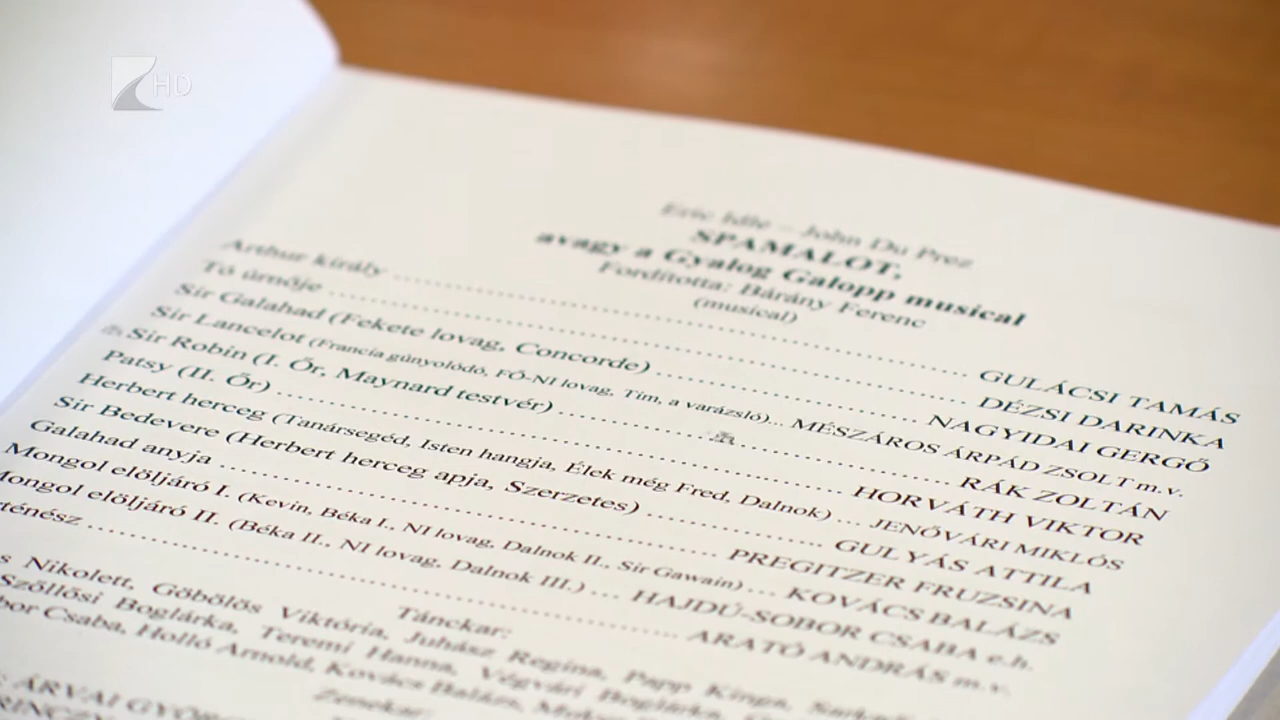 HD
Eric Idle – John Du Prez
SPAMALOT,
avagy a Gyalog Galopp musical
Fordította: Bárány Ferenc
(musical)
Arthur király ........ GULÁCSI TAMÁS
Tó úrnője ........ DÉZSI DARINKA
Sir Galahad (Fekete lovag, Concorde) ........ NAGYIDAI GERGŐ
Sir Lancelot (Francia gúnyolódó, FŐ-NI lovag, Tim, a varázsló)... MÉSZÁROS ÁRPÁD ZSOLT m.v.
Sir Robin (I. Őr, Maynard testvér) ........ RÁK ZOLTÁN
Patsy (II. Őr) ........ HORVÁTH VIKTOR
Herbert herceg (Tanársegéd, Isten hangja, Élek még Fred, Dalnok) ... JENŐVÁRI MIKLÓS
Sir Bedevere (Herbert herceg apja, Szerzetes) ........ GULYÁS ATTILA
Galahad anyja ........ PREGITZER FRUZSINA
Mongol elöljáró I. (Kevin, Béka I., NI lovag, Dalnok II., Sir Gawain) ... KOVÁCS BALÁZS
Mongol elöljáró II. (Béka II., NI lovag, Dalnok III.) ... HAJDÚ-SOBOR CSABA e.h.
ténész ........ ARATÓ ANDRÁS m.v.
Tánckar:
Nikolett, Göbölös Viktória, Juhász Regina, Papp Kinga,
Szőllősi Boglárka, Teremi Hanna, Végvári Boglárka,
Csaba, Holló Arnold, Kovács Balázs,
Zenekar:
ÁRVAI